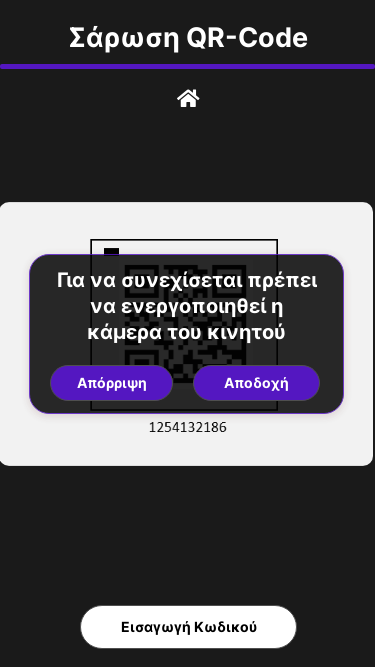 Σάρωση QR-Code
Για να συνεχίσεται πρέπει
να ενεργοποιηθεί η
κάμερα του κινητού
Απόρριψη
Αποδοχή
1254132186
Εισαγωγή Κωδικού